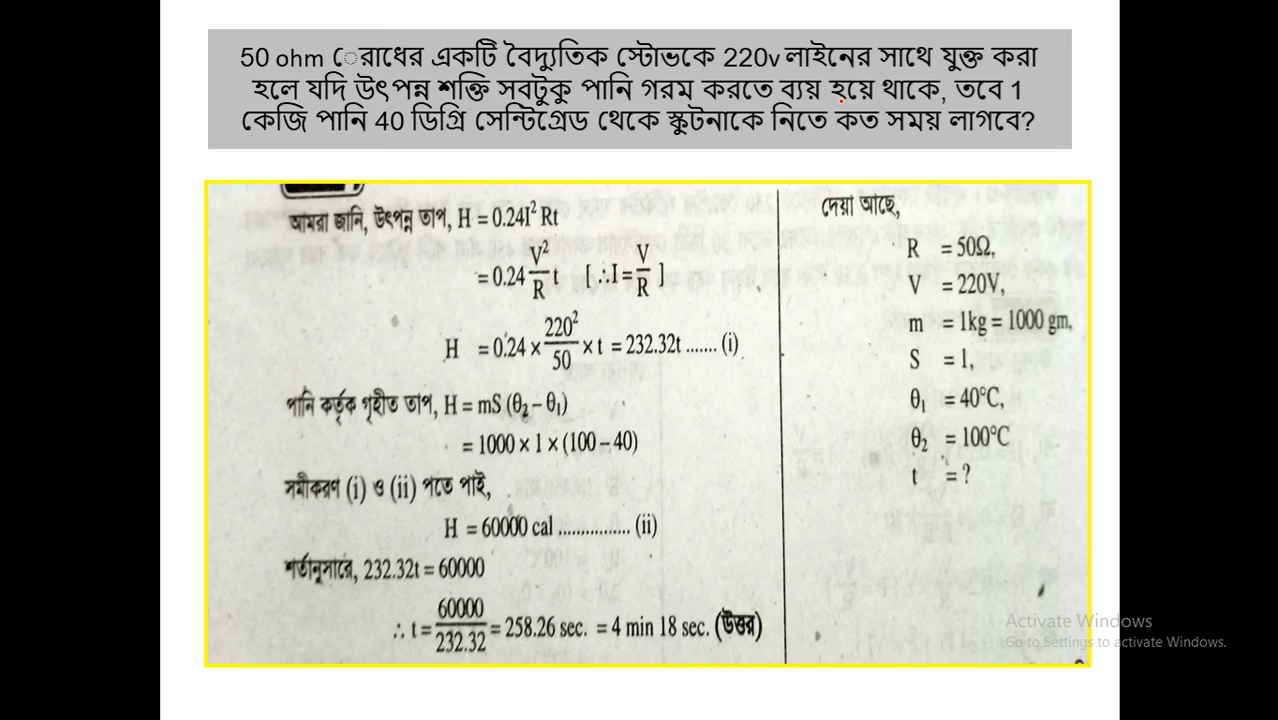 50 ohm েরাধের একটি বৈদ্যুতিক স্টোভকে 220v লাইনের সাথে যুক্ত করা
হলে যদি উৎপন্ন শক্তি সবটুকু পানি গরম করতে ব্যয় হয়ে থাকে, তবে 1
কেজি পানি 40 ডিগ্রি সেন্টিগ্রেড থেকে স্কুটনাকে নিতে কত সময় লাগবে?
আমরা জানি, উৎপন্ন তাপ, H = 0.24I² Rt
= 0.24 V²/R t [ ∴I = V/R ]
H = 0.24 × 220²/50 × t = 232.32t ....... (i)
পানি কর্তৃক গৃহীত তাপ, H = mS (θ₂ – θ₁)
= 1000 × 1 × (100 – 40)
সমীকরণ (i) ও (ii) পতে পাই,
H = 60000 cal ................ (ii)
শর্তানুসারে, 232.32t = 60000
∴ t = 60000/232.32 = 258.26 sec. = 4 min 18 sec. (উত্তর)
দেয়া আছে,
R = 50Ω,
V = 220V,
m = 1kg = 1000 gm,
S = 1,
θ₁ = 40°C,
θ₂ = 100°C
t = ?
Activate Windows
Go to Settings to activate Windows.